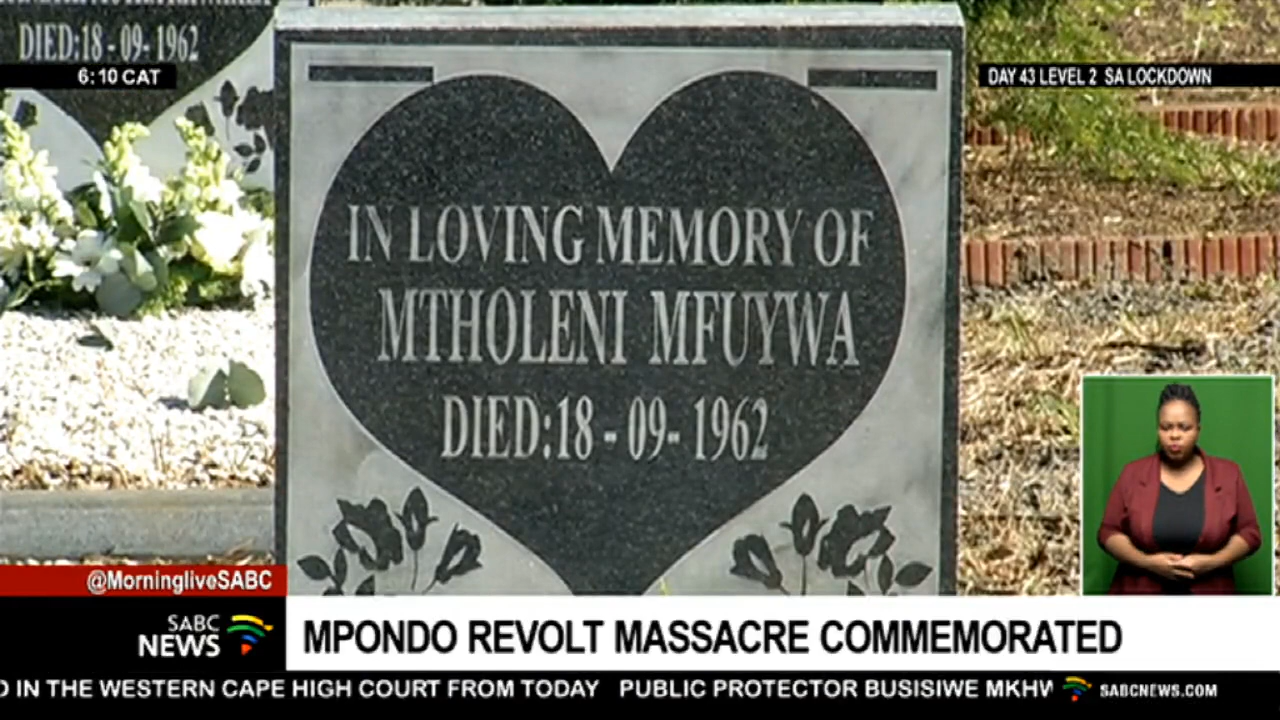 DIED:18 - 09- 1962
6:10 CAT
DAY 43 LEVEL 2 SA LOCKDOWN
IN LOVING MEMORY OF
MTHOLENI MFUYWA
DIED:18 - 09- 1962
@MorningliveSABC
SABC
NEWS
MPONDO REVOLT MASSACRE COMMEMORATED
IN THE WESTERN CAPE HIGH COURT FROM TODAY PUBLIC PROTECTOR BUSISIWE
SABCNEWS.COM